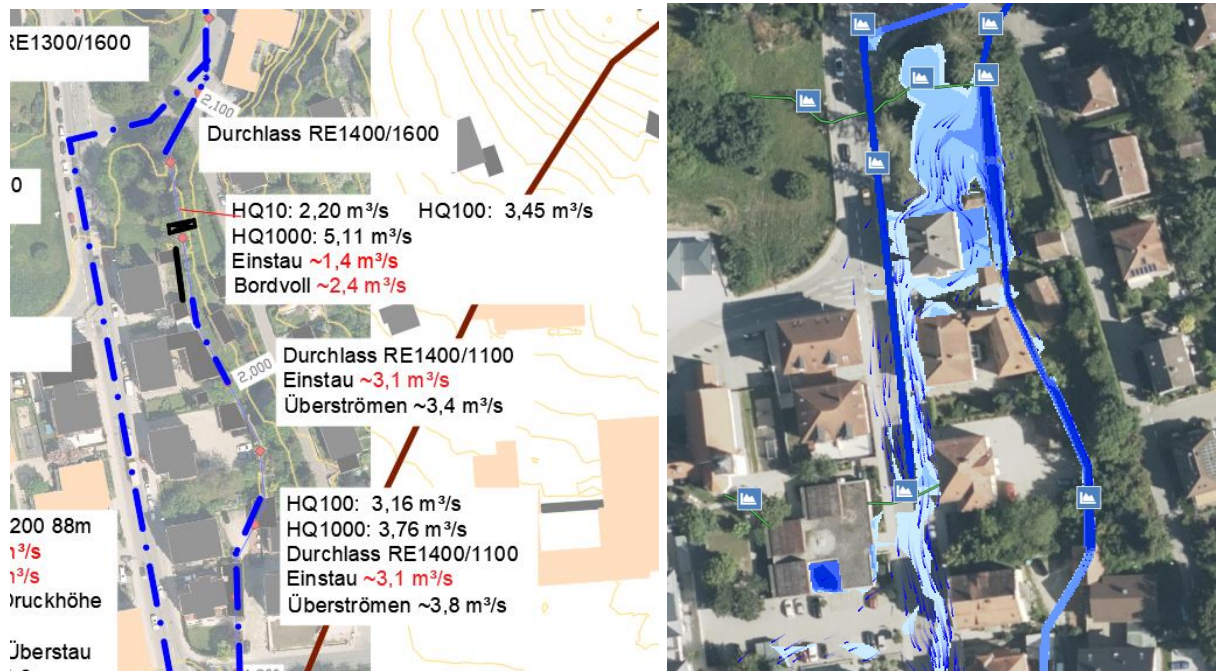 RE1300/1600
2,100
Durchlass RE1400/1600
0
HQ10: 2,20 m³/s HQ100: 3,45 m³/s
HQ1000: 5,11 m³/s
Einstau ~1,4 m³/s
Bordvoll ~2,4 m³/s
2,000
Durchlass RE1400/1100
Einstau ~3,1 m³/s
Überströmen ~3,4 m³/s
HQ100: 3,16 m³/s
HQ1000: 3,76 m³/s
Durchlass RE1400/1100
Einstau ~3,1 m³/s
Überströmen ~3,8 m³/s
200 88m
m³/s
m³/s
Druckhöhe
Überstau